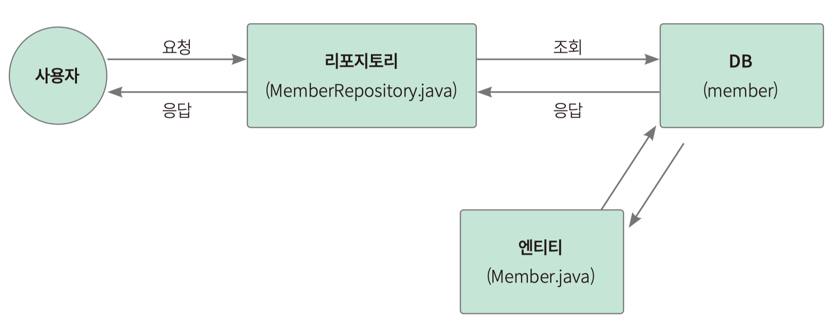 사용자
요청
응답
리포지토리
(MemberRepository.java)
조회
응답
DB
(member)
엔티티
(Member.java)